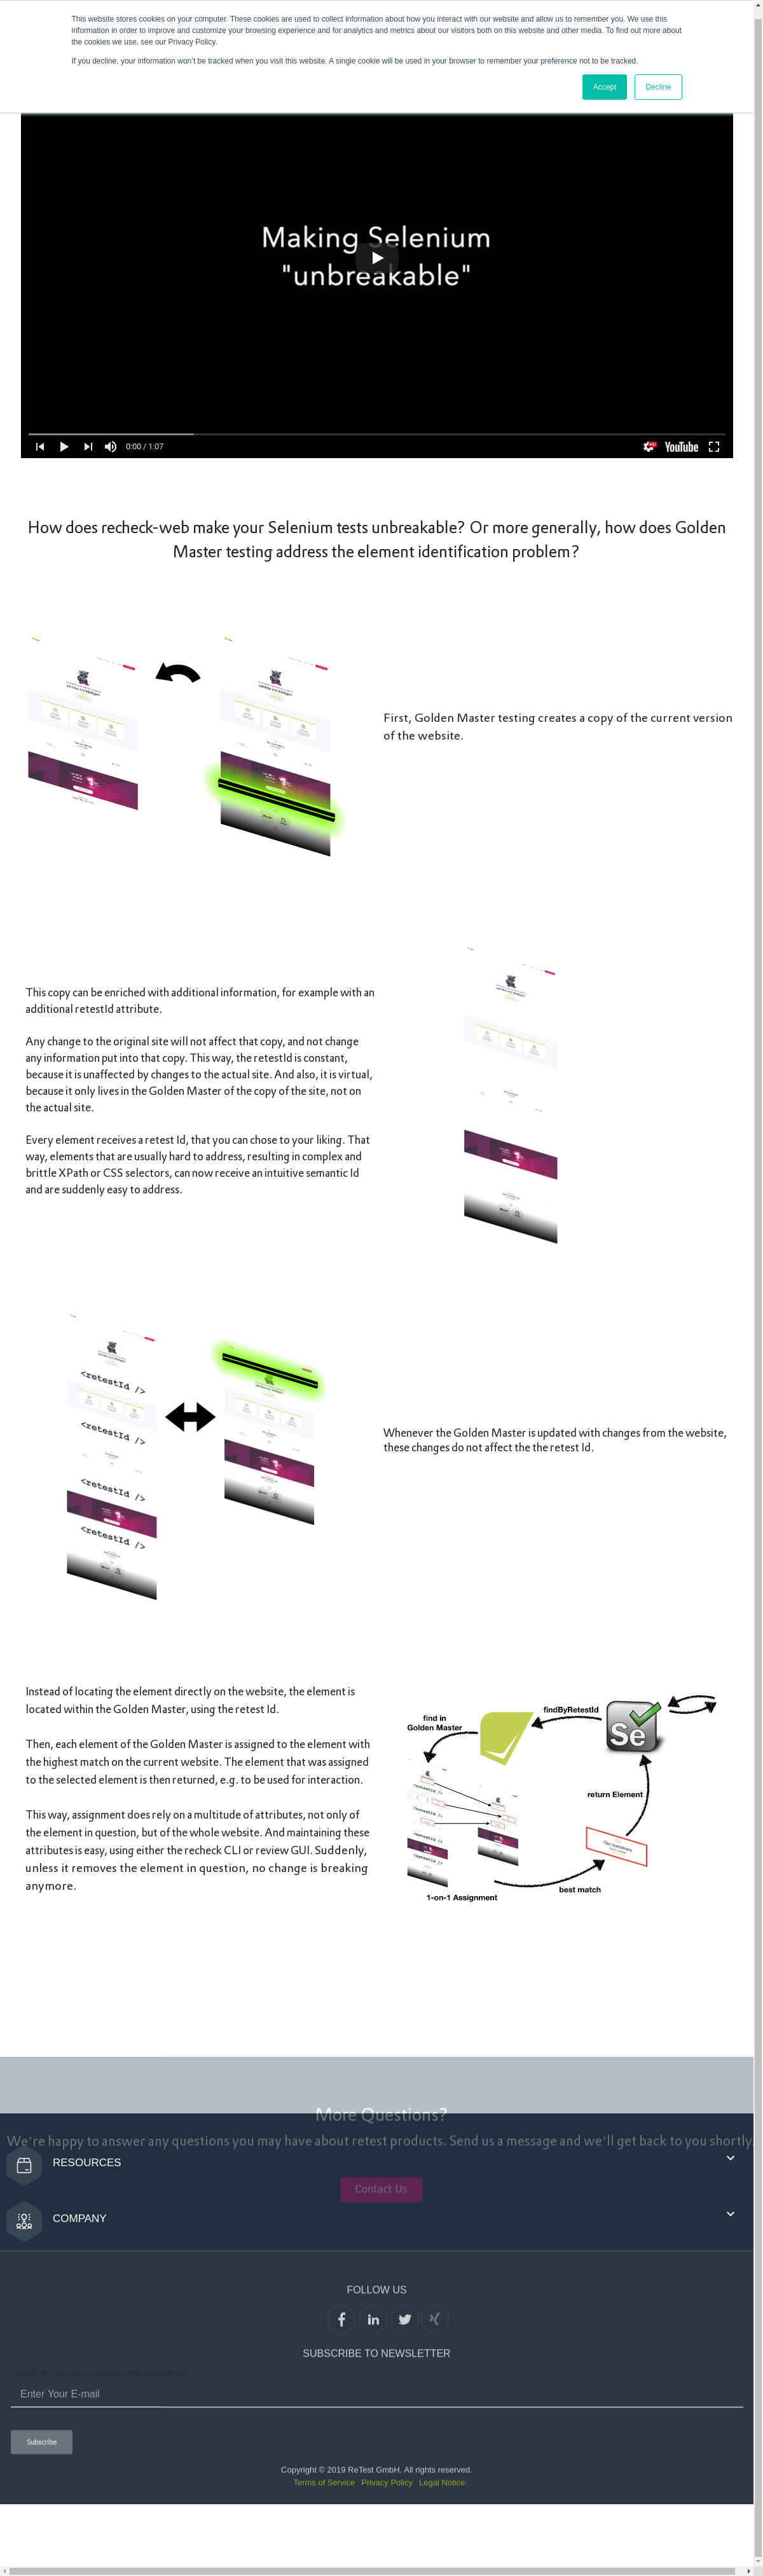 This website stores cookies on your computer. These cookies are used to collect information about how you interact with our website and allow us to remember you. We use this
information in order to improve and customize your browsing experience and for analytics and metrics about our visitors both on this website and other media. To find out more about
the cookies we use, see our Privacy Policy.
If you decline, your information won't be tracked when you visit this website. A single cookie will be used in your browser to remember your preference not to be tracked.
Accept
Decline
Making Selenium
"unbreakable"
0:00 / 1:07
HD
YouTube
How does recheck-web make your Selenium tests unbreakable? Or more generally, how does Golden
Master testing address the element identification problem?
First, Golden Master testing creates a copy of the current version
of the website.
This copy can be enriched with additional information, for example with an
additional retestId attribute.
Any change to the original site will not affect that copy, and not change
any information put into that copy. This way, the retestId is constant,
because it is unaffected by changes to the actual site. And also, it is virtual,
because it only lives in the Golden Master of the copy of the site, not on
the actual site.
Every element receives a retest Id, that you can chose to your liking. That
way, elements that are usually hard to address, resulting in complex and
brittle XPath or CSS selectors, can now receive an intuitive semantic Id
and are suddenly easy to address.
<retestId />
<retestId />
<retestId />
<retestId />
Whenever the Golden Master is updated with changes from the website,
these changes do not affect the the retest Id.
Instead of locating the element directly on the website, the element is
located within the Golden Master, using the retest Id.
Then, each element of the Golden Master is assigned to the element with
the highest match on the current website. The element that was assigned
to the selected element is then returned, e.g. to be used for interaction.
This way, assignment does rely on a multitude of attributes, not only of
the element in question, but of the whole website. And maintaining these
attributes is easy, using either the recheck CLI or review GUI. Suddenly,
unless it removes the element in question, no change is breaking
anymore.
find in
Golden Master
findByRetestId
Se
return Element
Our customers
best match
1-on-1 Assignment
More Questions?
We're happy to answer any questions you may have about retest products. Send us a message and we'll get back to you shortly.
RESOURCES
Contact Us
COMPANY
FOLLOW US
SUBSCRIBE TO NEWSLETTER
Enter Your E-mail
Subscribe
Copyright © 2019 ReTest GmbH. All rights reserved.
Terms of Service Privacy Policy Legal Notice